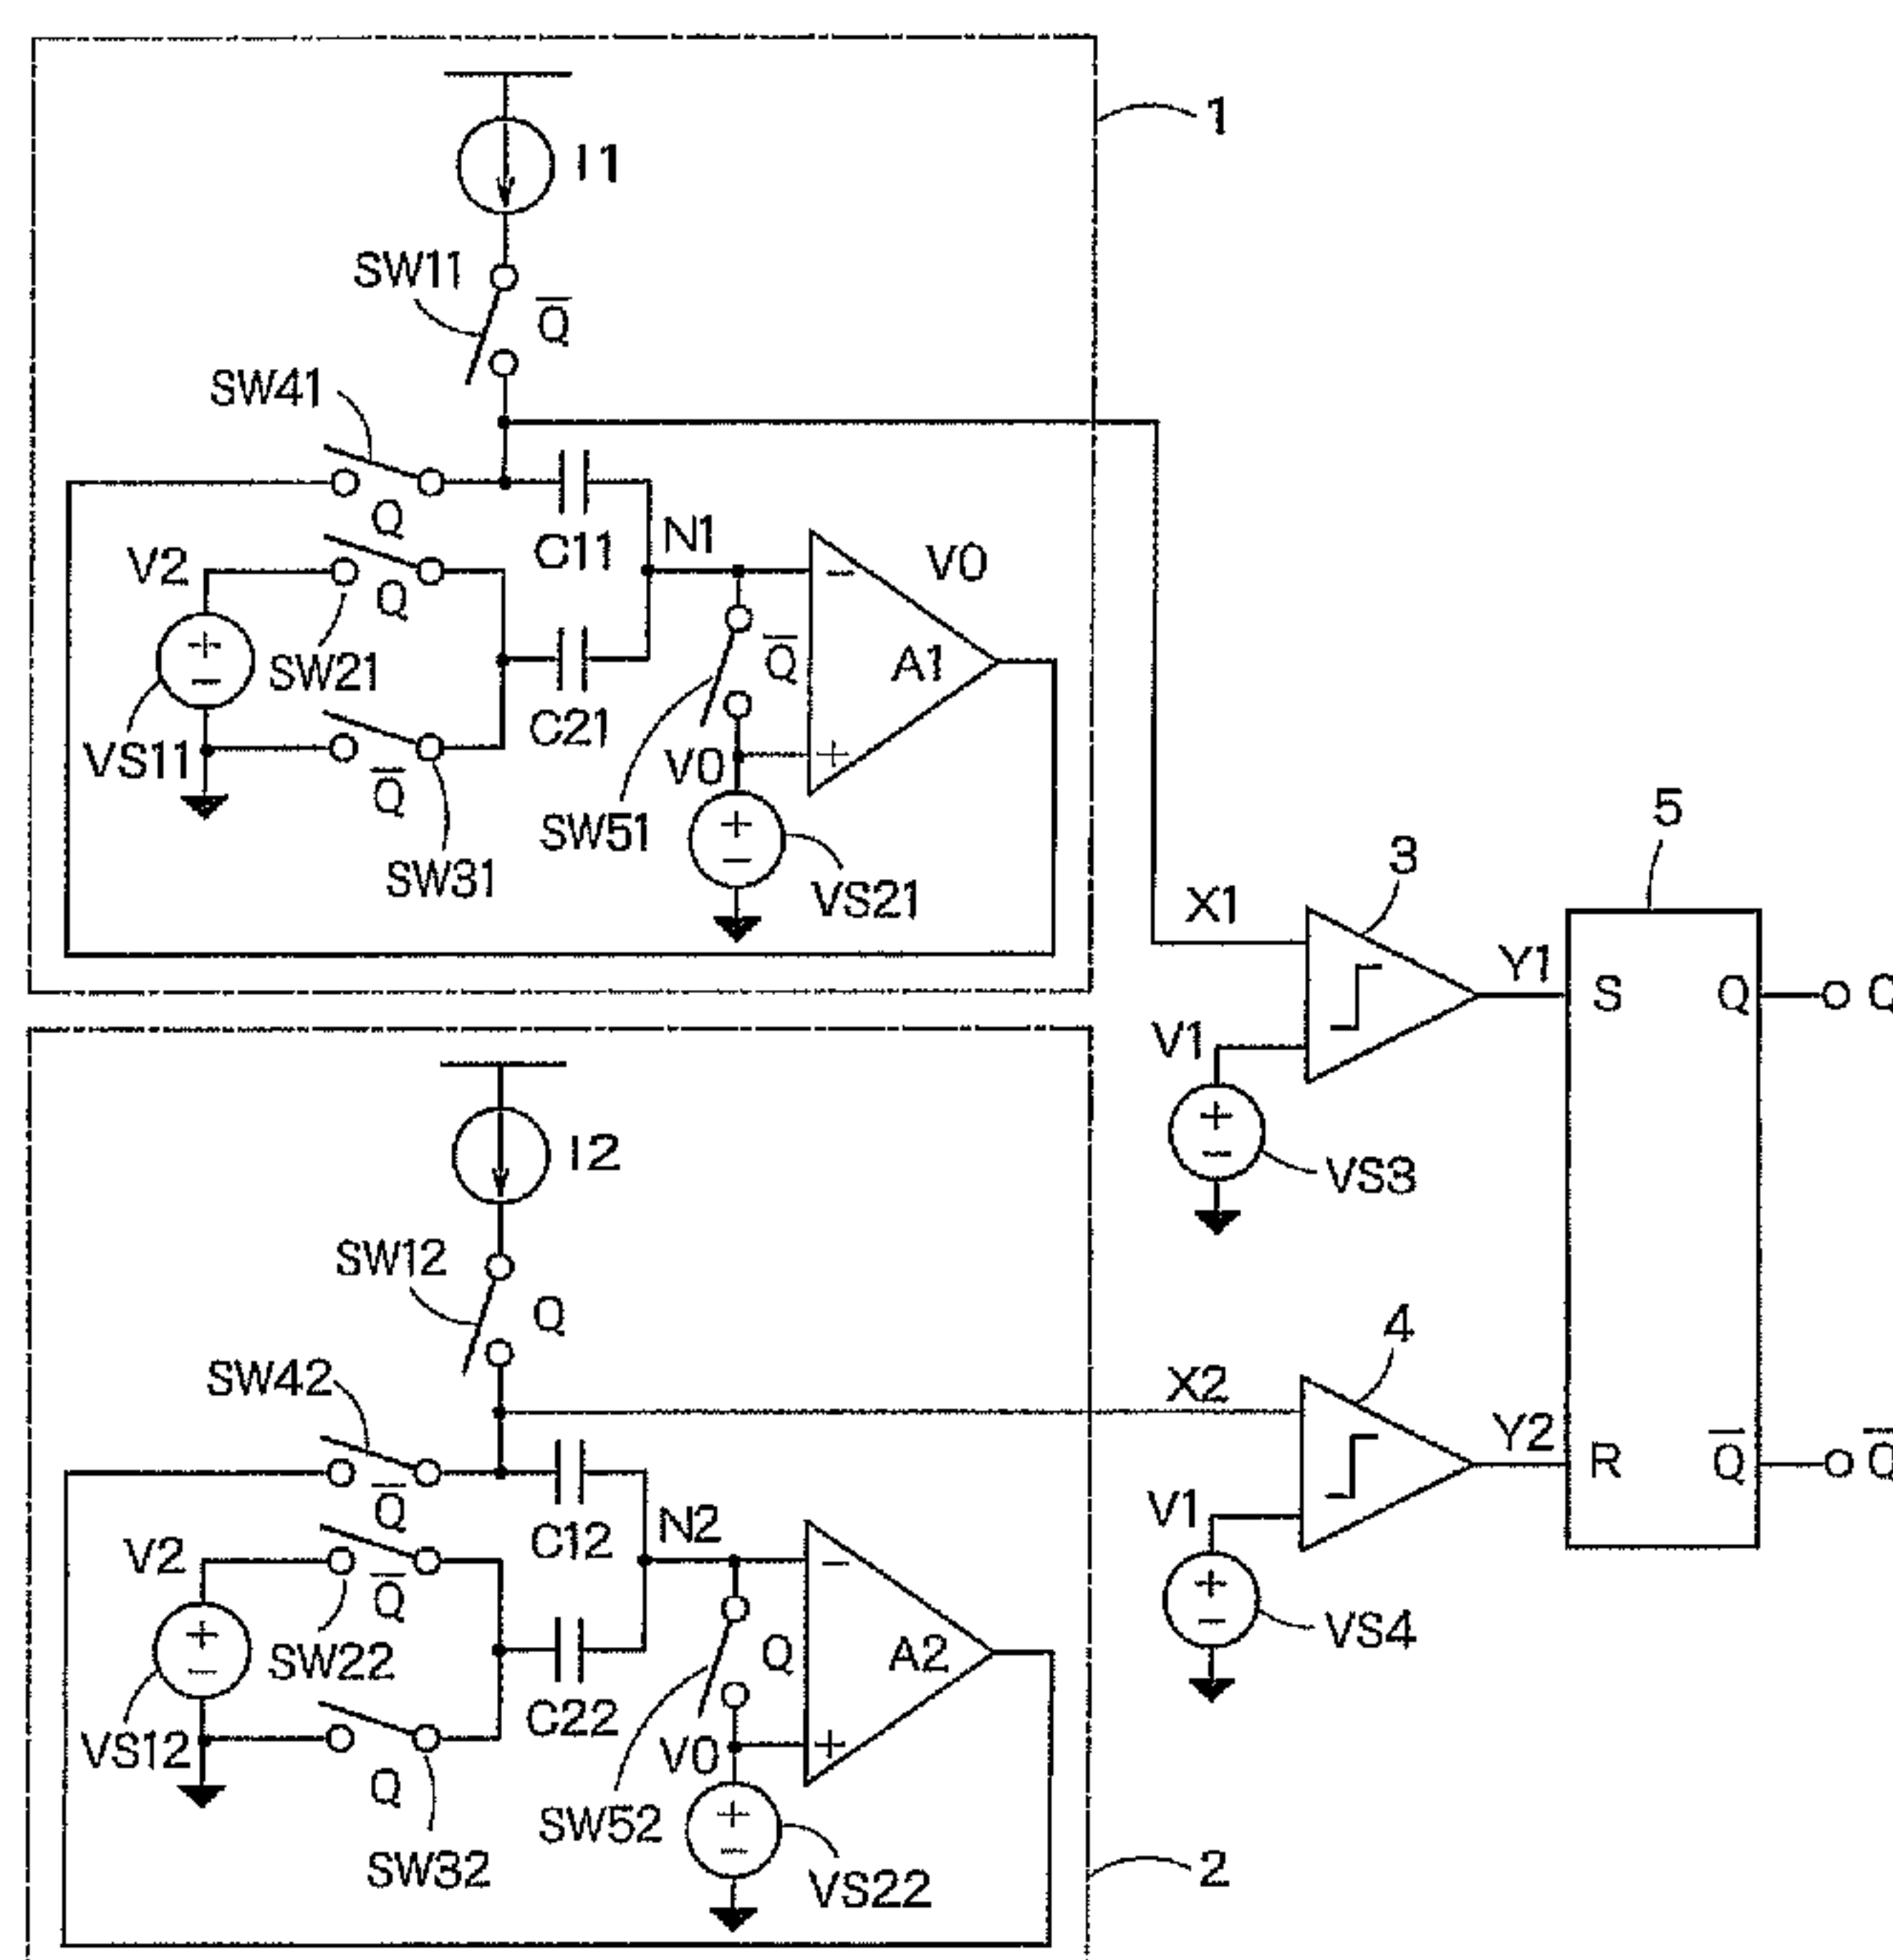 1
I1
SW11
Q̅
SW41
Q
C11
N1
V0
V2
Q
SW21
Q̅
A1
C21
VS11
V0
Q̅
SW51
SW31
VS21
5
3
X1
Y1
S
Q
Q
V1
VS3
I2
SW12
Q
4
SW42
X2
Q̅
C12
N2
Y2
R
Q̅
Q̅
V1
V2
Q̅
SW22
Q
A2
VS4
C22
VS12
V0
Q
SW52
SW32
VS22
2